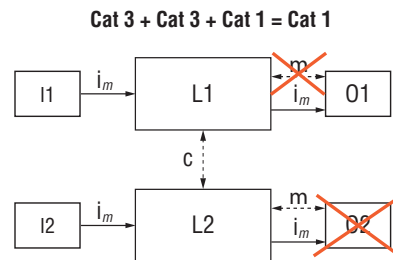 Cat 3 + Cat 3 + Cat 1 = Cat 1
I1 im L1 m im O1
c
I2 im L2 m im O2